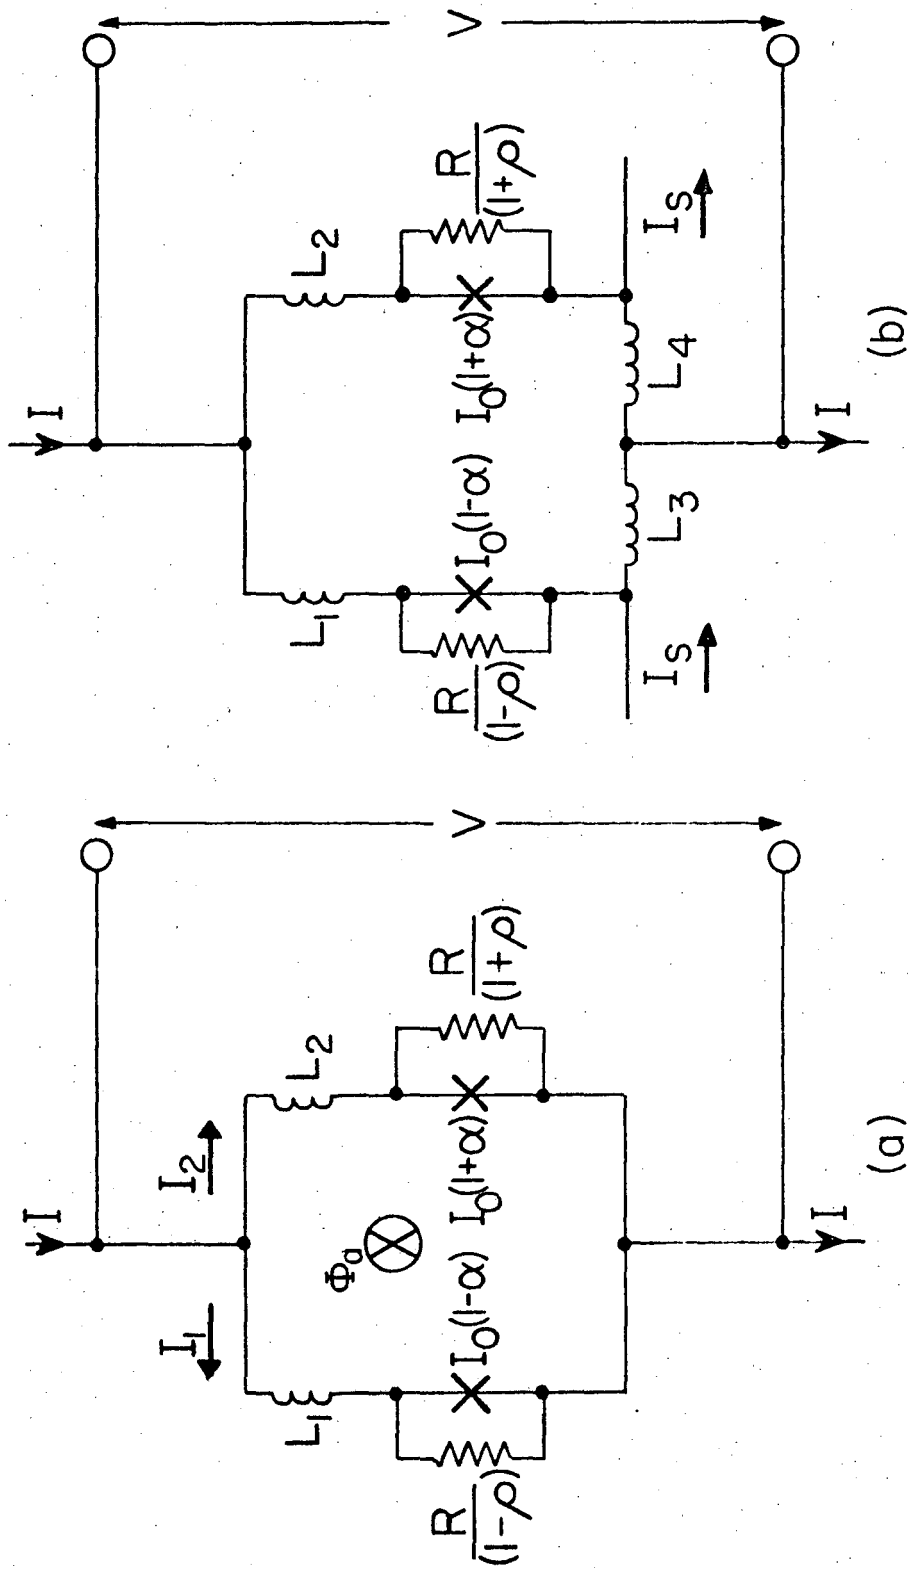 I
V
I1
I2
L1
L2
Φa
R
(1-ρ)
I0(1-α)
I0(1+α)
R
(1+ρ)
I
(a)
I
V
L1
L2
R
(1-ρ)
I0(1-α)
I0(1+α)
R
(1+ρ)
IS
L3
L4
IS
I
(b)